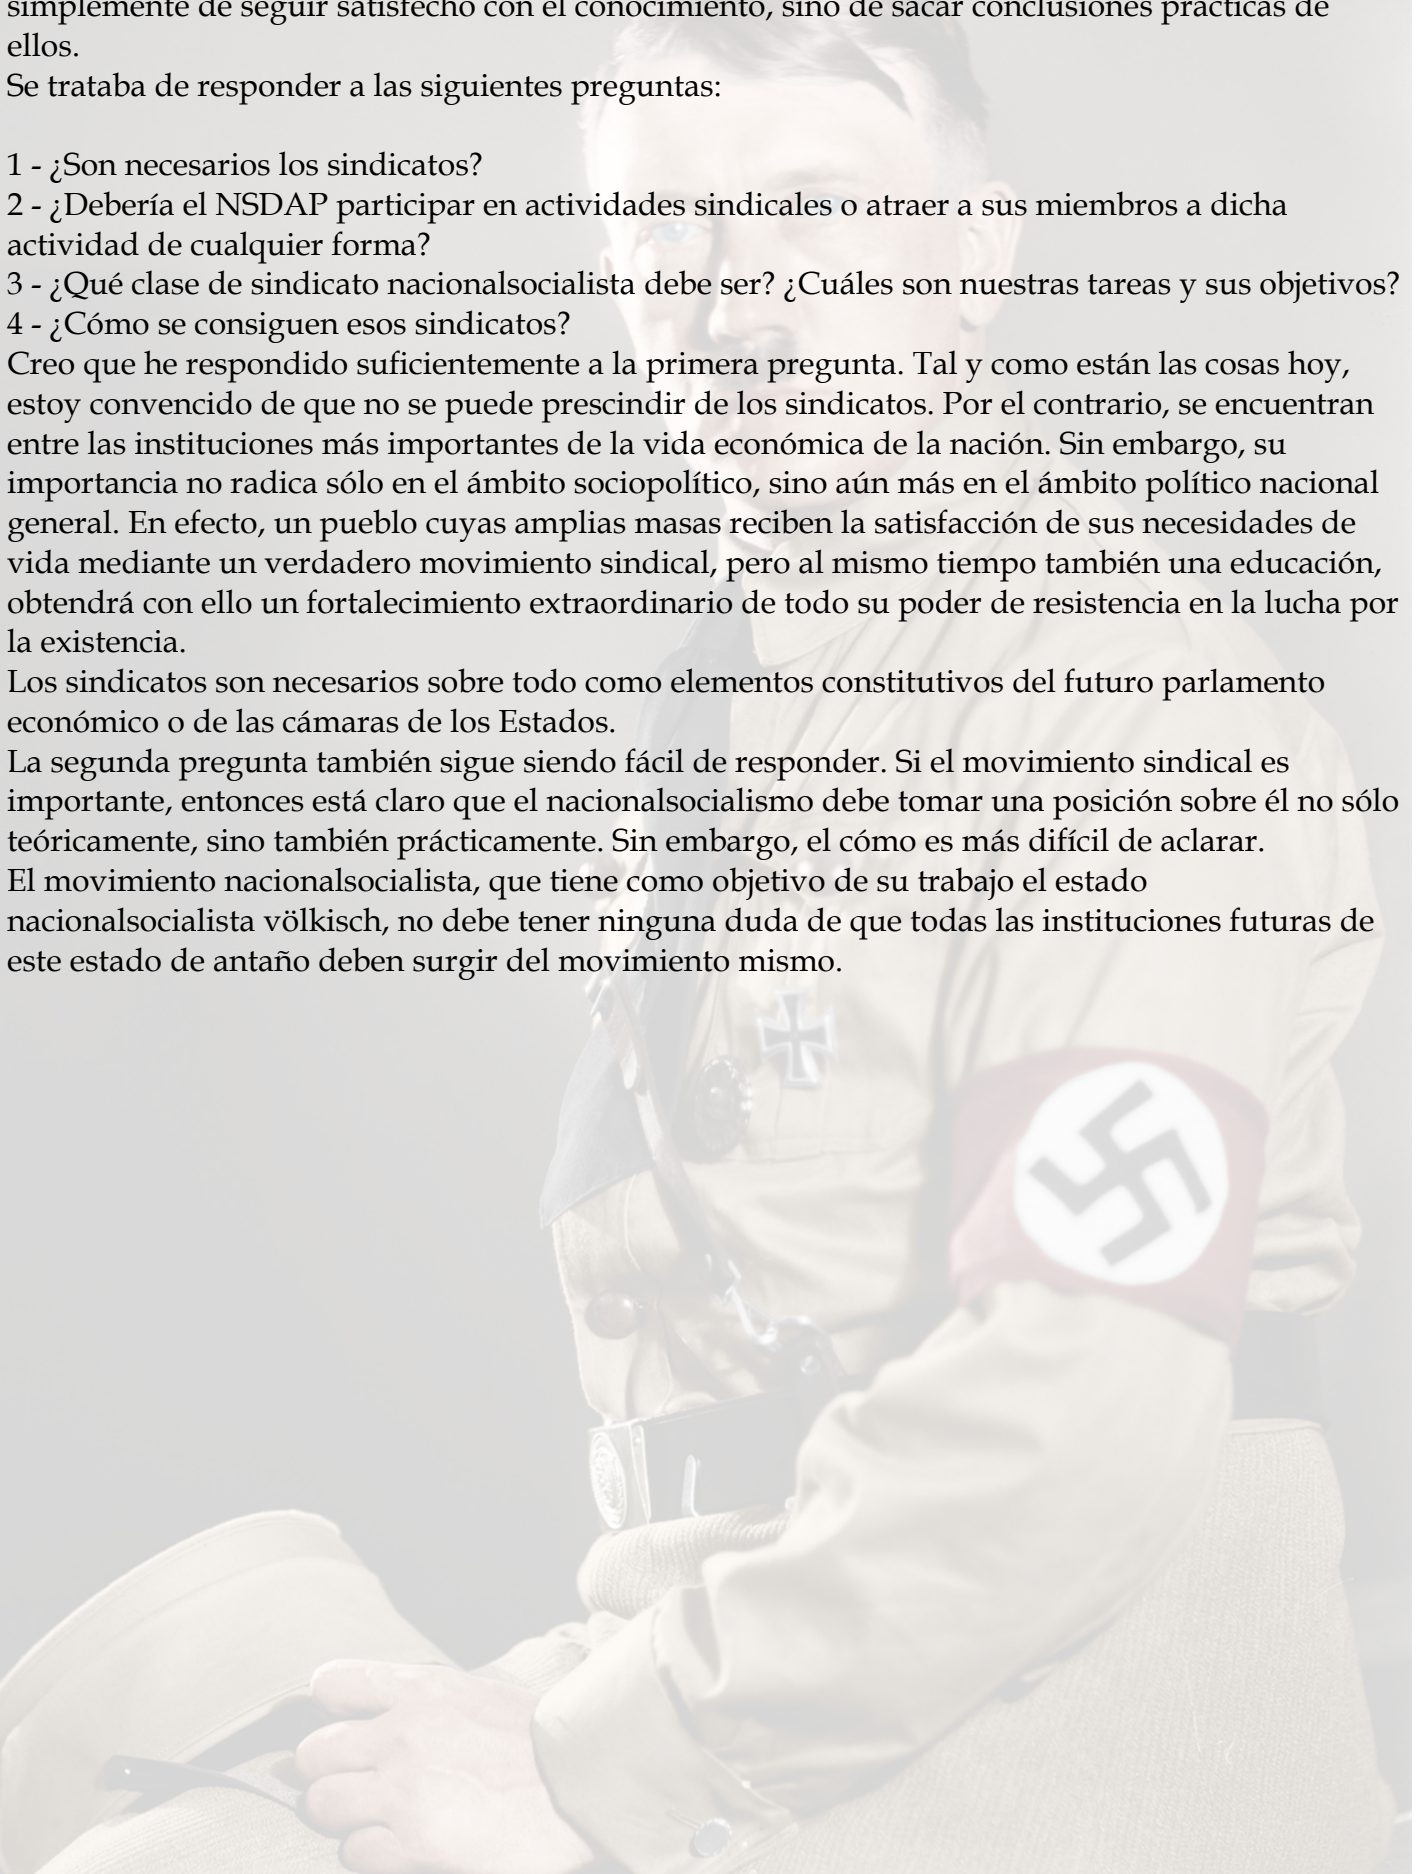 simplemente de seguir satisfecho con el conocimiento, sino de sacar conclusiones prácticas de
ellos.
Se trataba de responder a las siguientes preguntas:
1 - ¿Son necesarios los sindicatos?
2 - ¿Debería el NSDAP participar en actividades sindicales o atraer a sus miembros a dicha
actividad de cualquier forma?
3 - ¿Qué clase de sindicato nacionalsocialista debe ser? ¿Cuáles son nuestras tareas y sus objetivos?
4 - ¿Cómo se consiguen esos sindicatos?
Creo que he respondido suficientemente a la primera pregunta. Tal y como están las cosas hoy,
estoy convencido de que no se puede prescindir de los sindicatos. Por el contrario, se encuentran
entre las instituciones más importantes de la vida económica de la nación. Sin embargo, su
importancia no radica sólo en el ámbito sociopolítico, sino aún más en el ámbito político nacional
general. En efecto, un pueblo cuyas amplias masas reciben la satisfacción de sus necesidades de
vida mediante un verdadero movimiento sindical, pero al mismo tiempo también una educación,
obtendrá con ello un fortalecimiento extraordinario de todo su poder de resistencia en la lucha por
la existencia.
Los sindicatos son necesarios sobre todo como elementos constitutivos del futuro parlamento
económico o de las cámaras de los Estados.
La segunda pregunta también sigue siendo fácil de responder. Si el movimiento sindical es
importante, entonces está claro que el nacionalsocialismo debe tomar una posición sobre él no sólo
teóricamente, sino también prácticamente. Sin embargo, el cómo es más difícil de aclarar.
El movimiento nacionalsocialista, que tiene como objetivo de su trabajo el estado
nacionalsocialista völkisch, no debe tener ninguna duda de que todas las instituciones futuras de
este estado de antaño deben surgir del movimiento mismo.